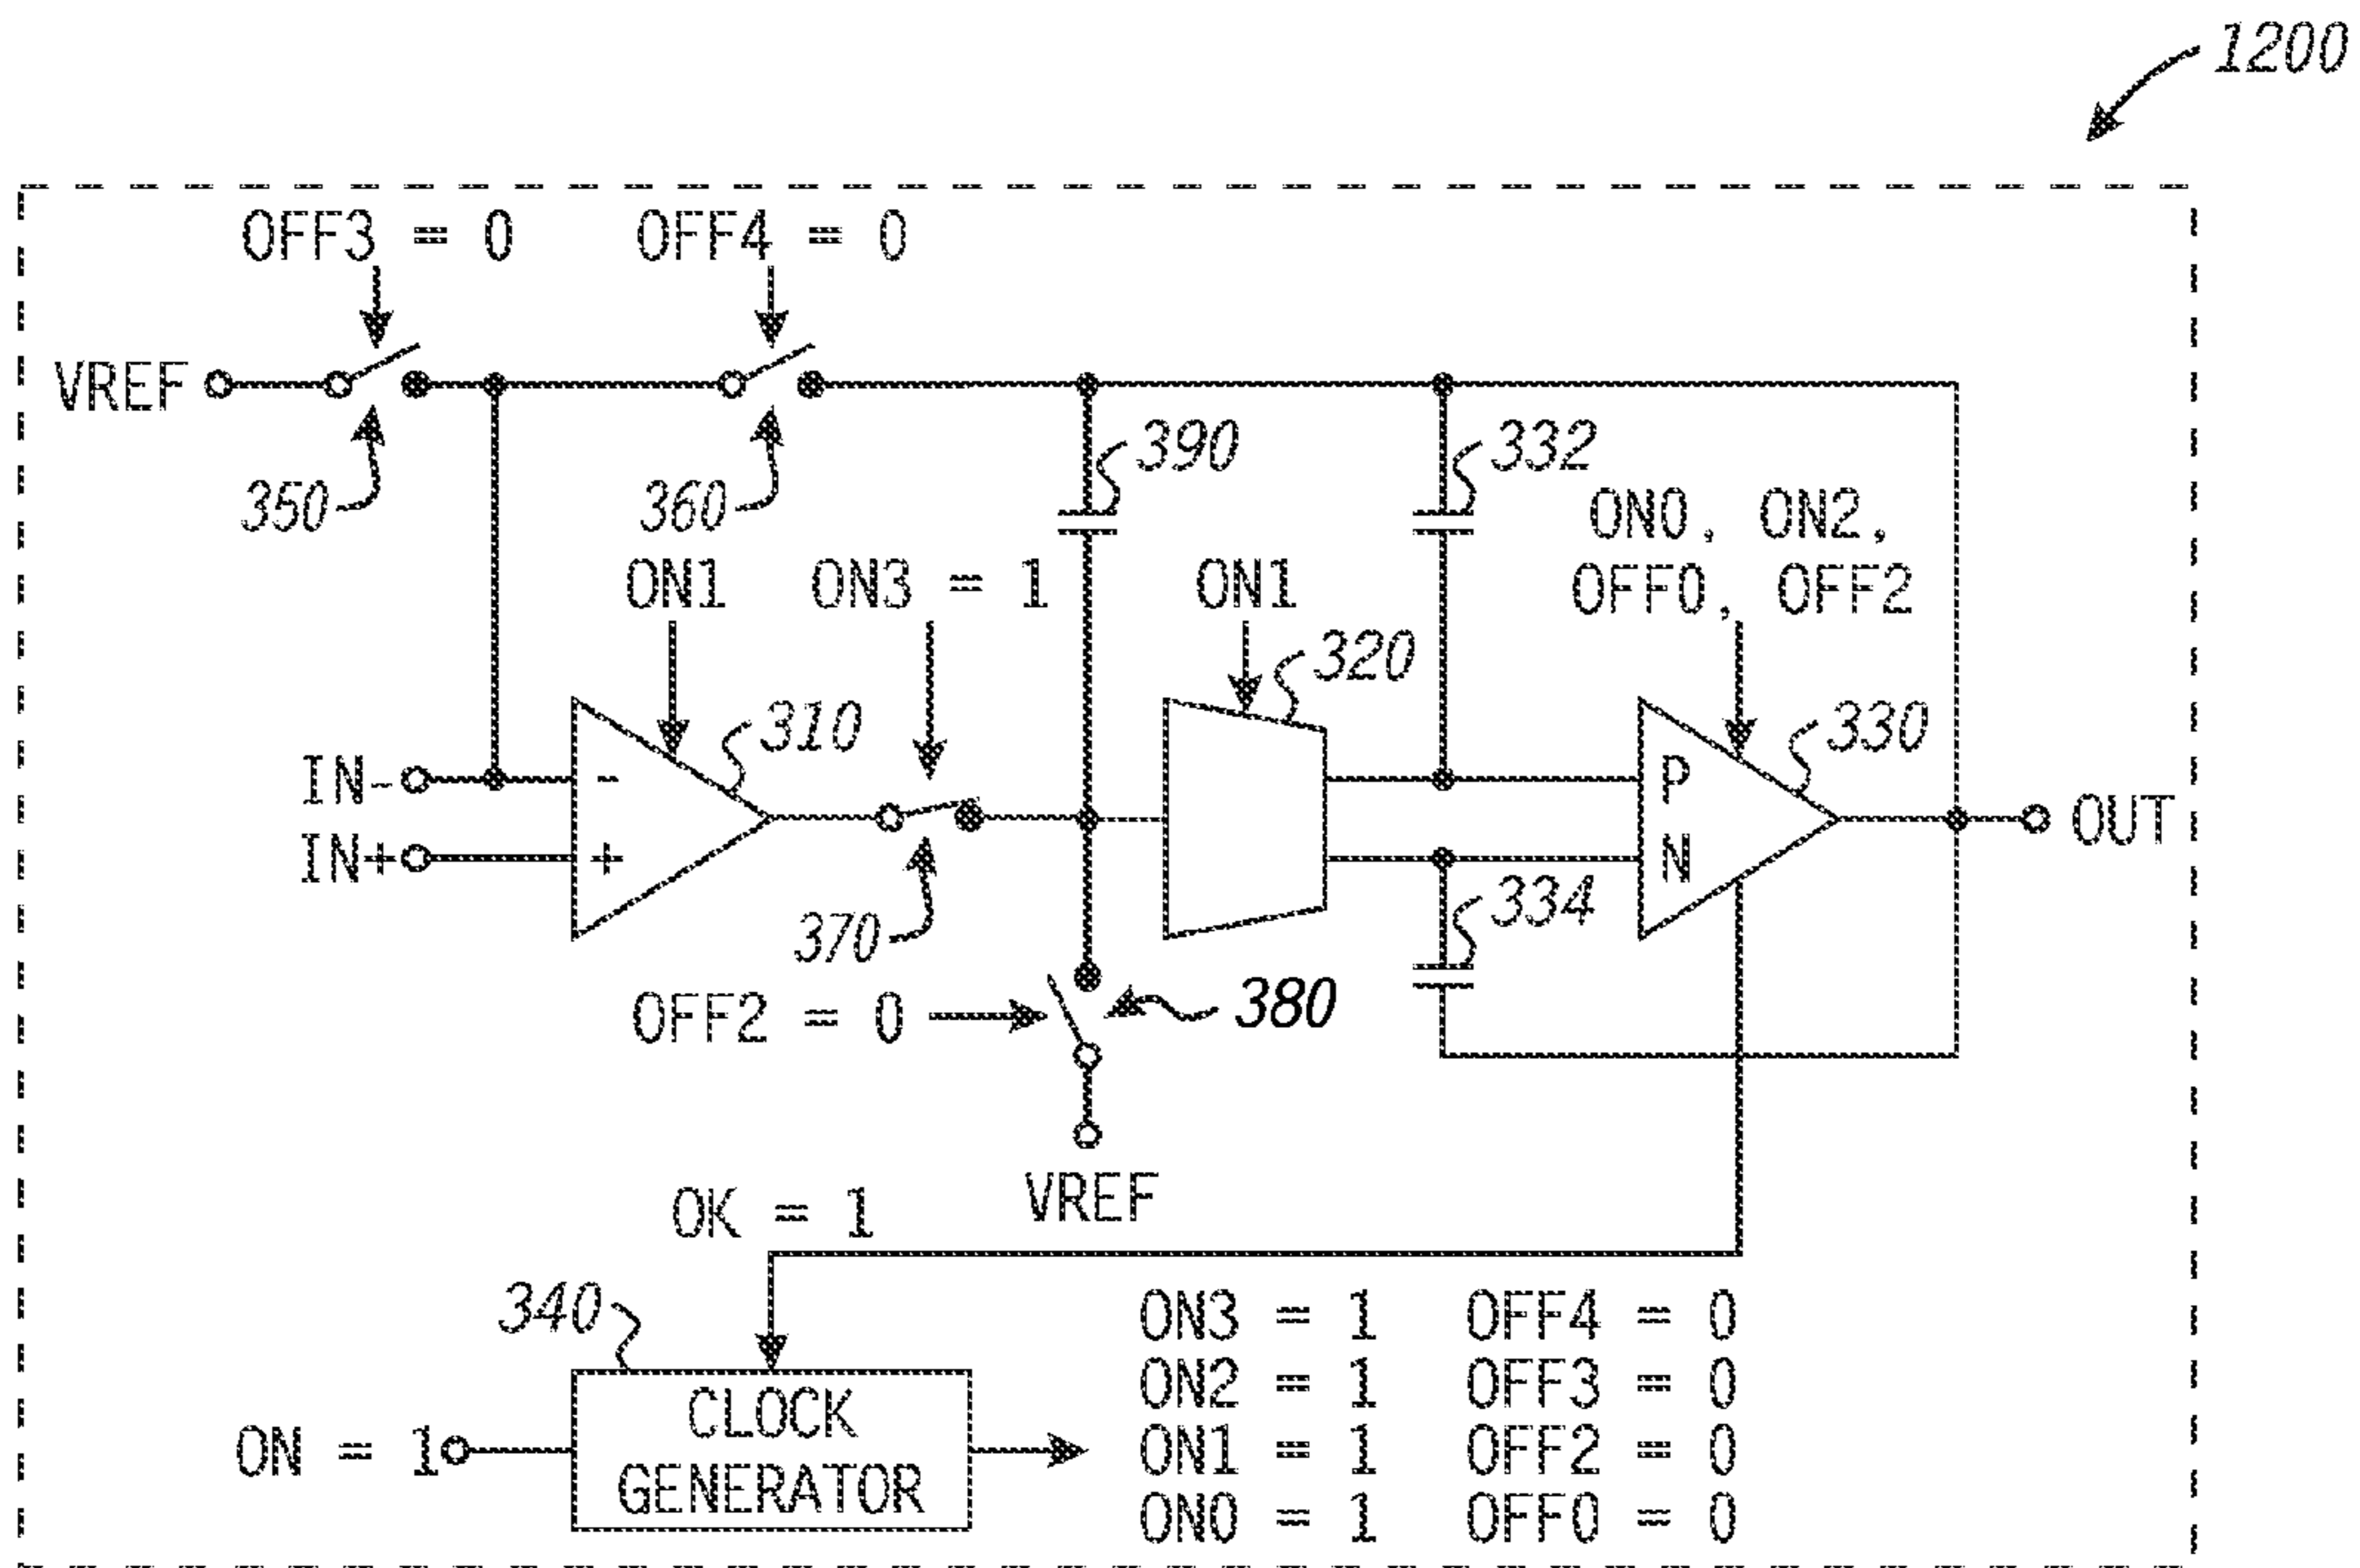 1200
OFF3 = 0 OFF4 = 0
VREF
390 332
350 360
ON0, ON2,
OFF0, OFF2
ON1 ON3 = 1 ON1
320
310 330
IN- - P
OUT
IN+ + N
334
370
OFF2 = 0 380
VREF
OK = 1
340
ON3 = 1 OFF4 = 0
ON2 = 1 OFF3 = 0
CLOCK
ON = 1 ON1 = 1 OFF2 = 0
GENERATOR
ON0 = 1 OFF0 = 0